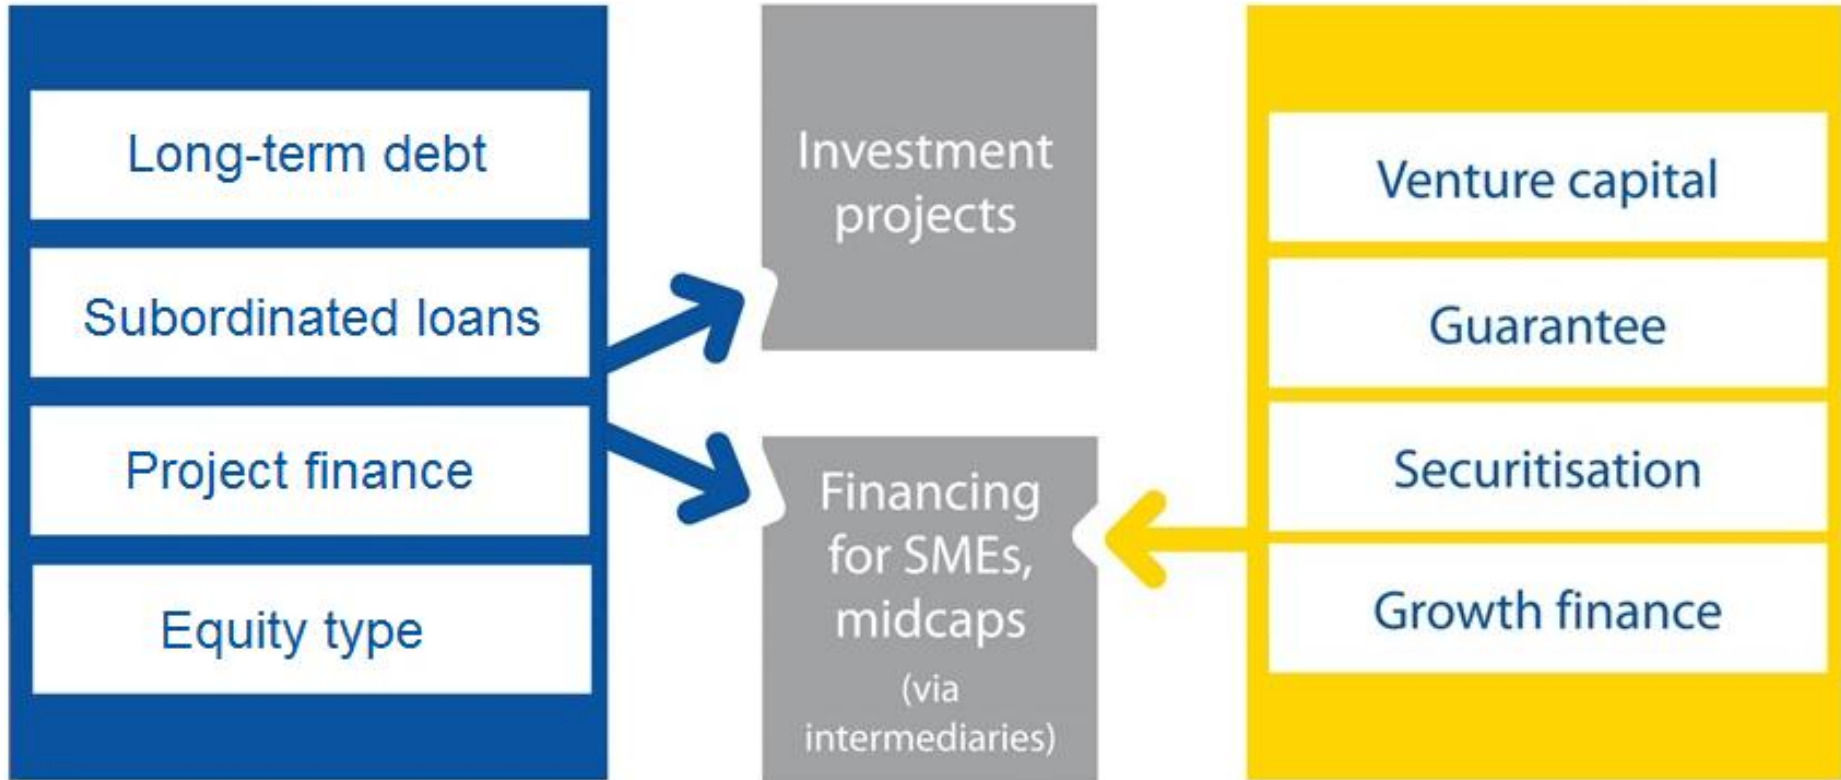 Long-term debt
Subordinated loans
Project finance
Equity type
Investment
projects
Financing
for SMEs,
midcaps
(via
intermediaries)
Venture capital
Guarantee
Securitisation
Growth finance